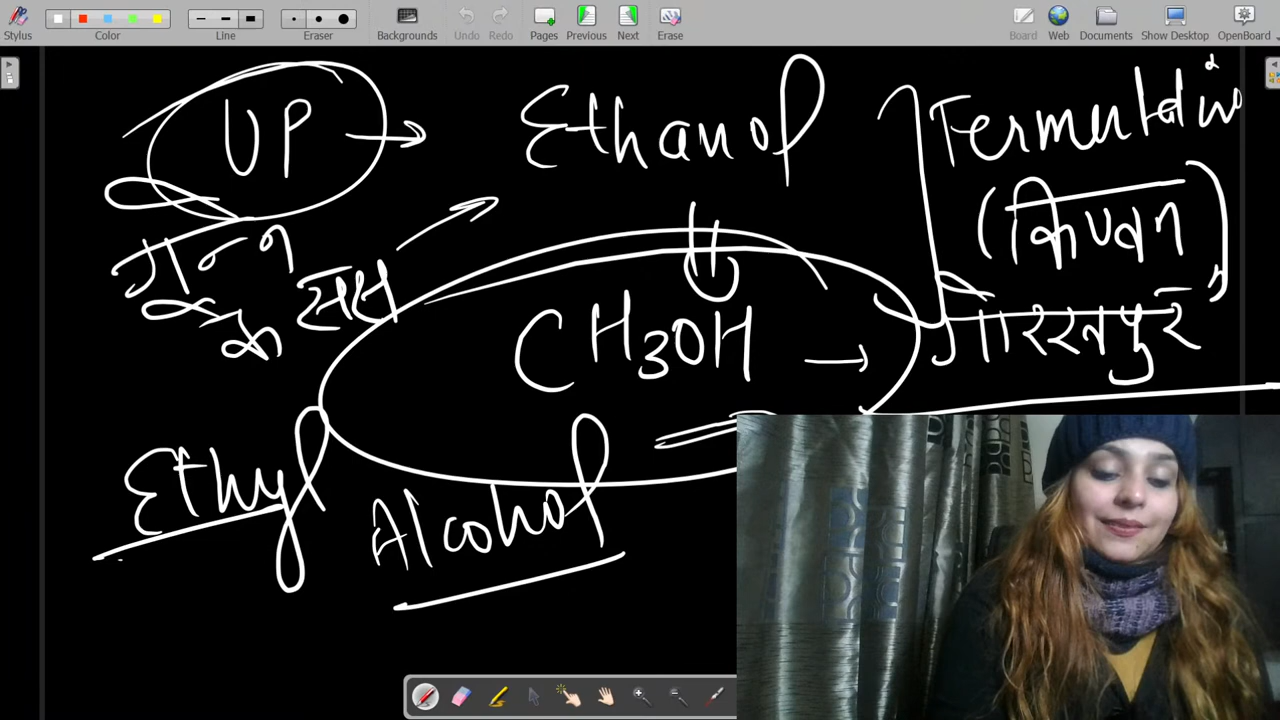 Stylus Color Line Eraser Backgrounds Undo Redo Pages Previous Next Erase Board Web Documents Show Desktop OpenBoard
UP → Ethanol
Fermentation
(किण्वन)
गन्ने के रस
CH3OH →
गोरखपुर
Ethyl
Alcohol